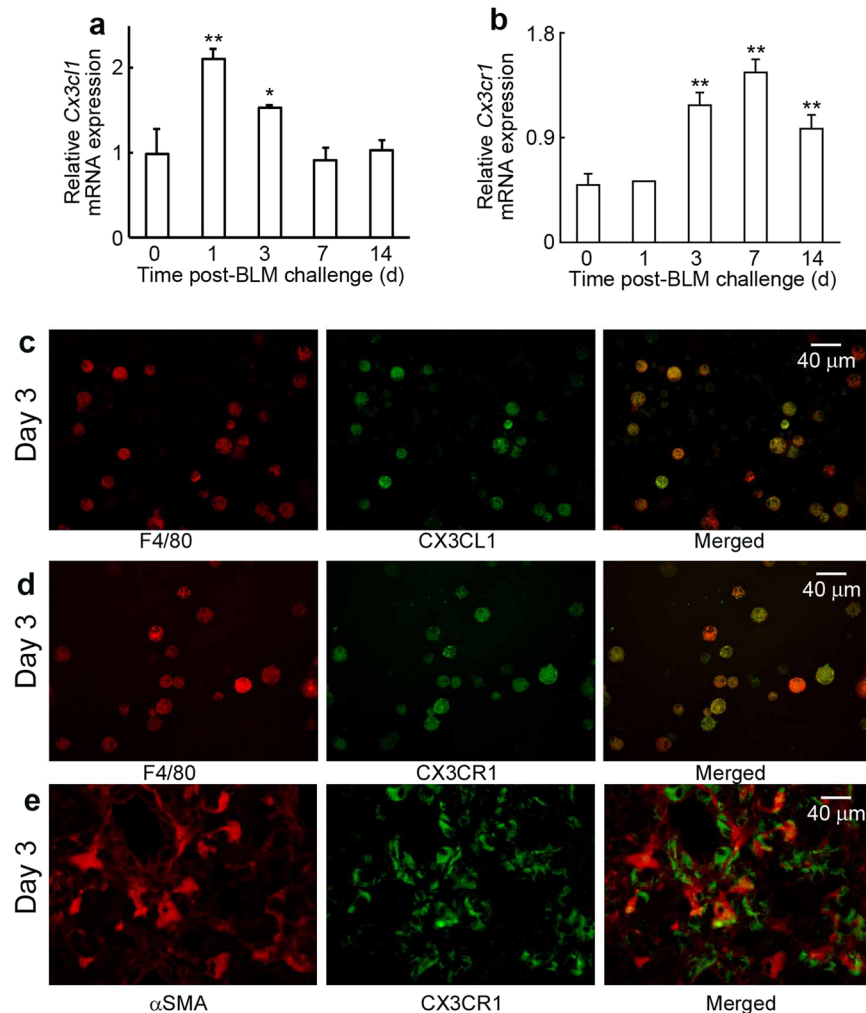 a
Relative Cx3cl1
mRNA expression
2
1
0
**
*
0 1 3 7 14
Time post-BLM challenge (d)
b
Relative Cx3cr1
mRNA expression
1.8
0.9
0
**
**
**
0 1 3 7 14
Time post-BLM challenge (d)
c
Day 3
40 μm
F4/80 CX3CL1 Merged
d
Day 3
40 μm
F4/80 CX3CR1 Merged
e
Day 3
40 μm
αSMA CX3CR1 Merged